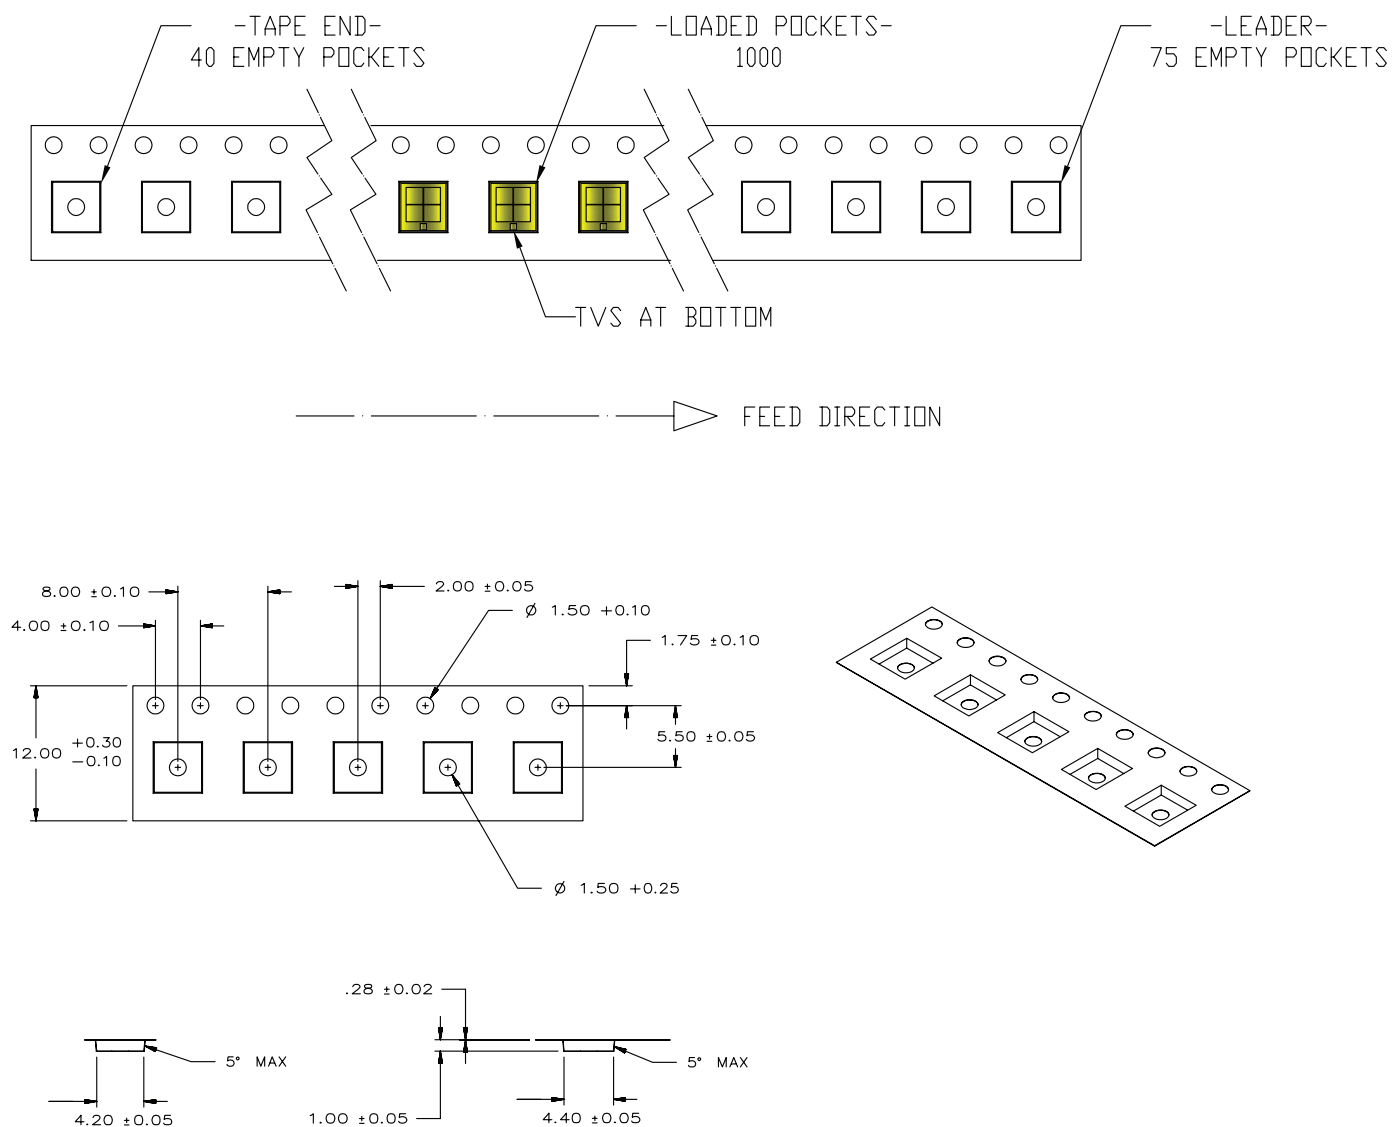 -TAPE END-
40 EMPTY POCKETS
-LOADED POCKETS-
1000
-LEADER-
75 EMPTY POCKETS
TVS AT BOTTOM
FEED DIRECTION
8.00 ±0.10
2.00 ±0.05
4.00 ±0.10
Ø 1.50 +0.10
1.75 ±0.10
12.00 +0.30
−0.10
5.50 ±0.05
Ø 1.50 +0.25
.28 ±0.02
5° MAX
5° MAX
4.20 ±0.05
1.00 ±0.05
4.40 ±0.05